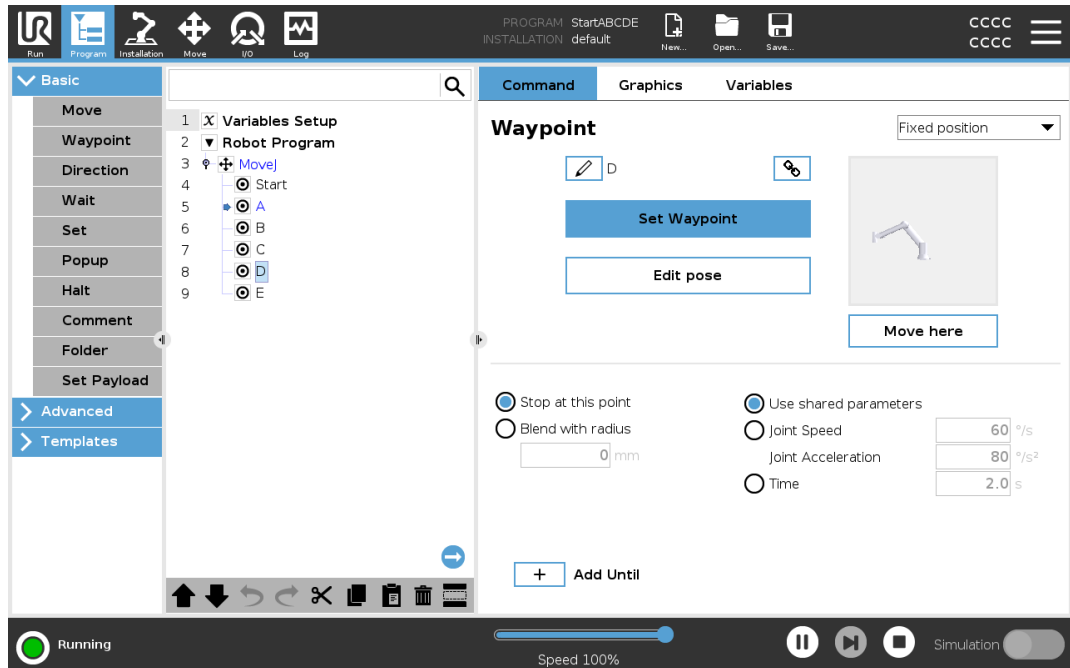 PROGRAM StartABCDE
INSTALLATION default
CCCC
CCCC
UR
Run
Program
Installation
Move
I/O
Log
New...
Open...
Save...
Basic
Move
Waypoint
Direction
Wait
Set
Popup
Halt
Comment
Folder
Set Payload
Advanced
Templates
1 x Variables Setup
2 Robot Program
3 MoveJ
4 Start
5 A
6 B
7 C
8 D
9 E
Command Graphics Variables
Waypoint
Fixed position
D
Set Waypoint
Edit pose
Move here
Stop at this point
Blend with radius
0 mm
Use shared parameters
Joint Speed 60 °/s
Joint Acceleration 80 °/s²
Time 2.0 s
+ Add Until
Running
Speed 100%
Simulation